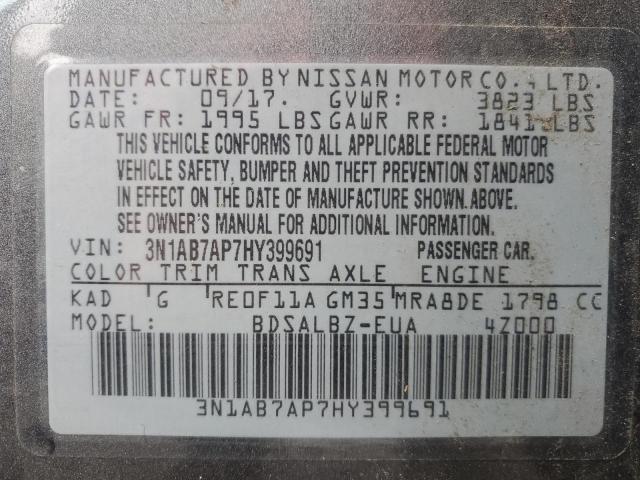 MANUFACTURED BY NISSAN MOTOR CO., LTD.
DATE: 09/17. GVWR: 3823 LBS
GAWR FR: 1995 LBS GAWR RR: 1841 LBS
THIS VEHICLE CONFORMS TO ALL APPLICABLE FEDERAL MOTOR
VEHICLE SAFETY, BUMPER AND THEFT PREVENTION STANDARDS
IN EFFECT ON THE DATE OF MANUFACTURE SHOWN ABOVE.
SEE OWNER'S MANUAL FOR ADDITIONAL INFORMATION.
VIN: 3N1AB7AP7HY399691 PASSENGER CAR.
COLOR TRIM TRANS AXLE ENGINE
KAD G RE0F11A GM35 MRA8DE 1798 CC
MODEL: BDSALBZ-EUA 4Z000
3N1AB7AP7HY399691